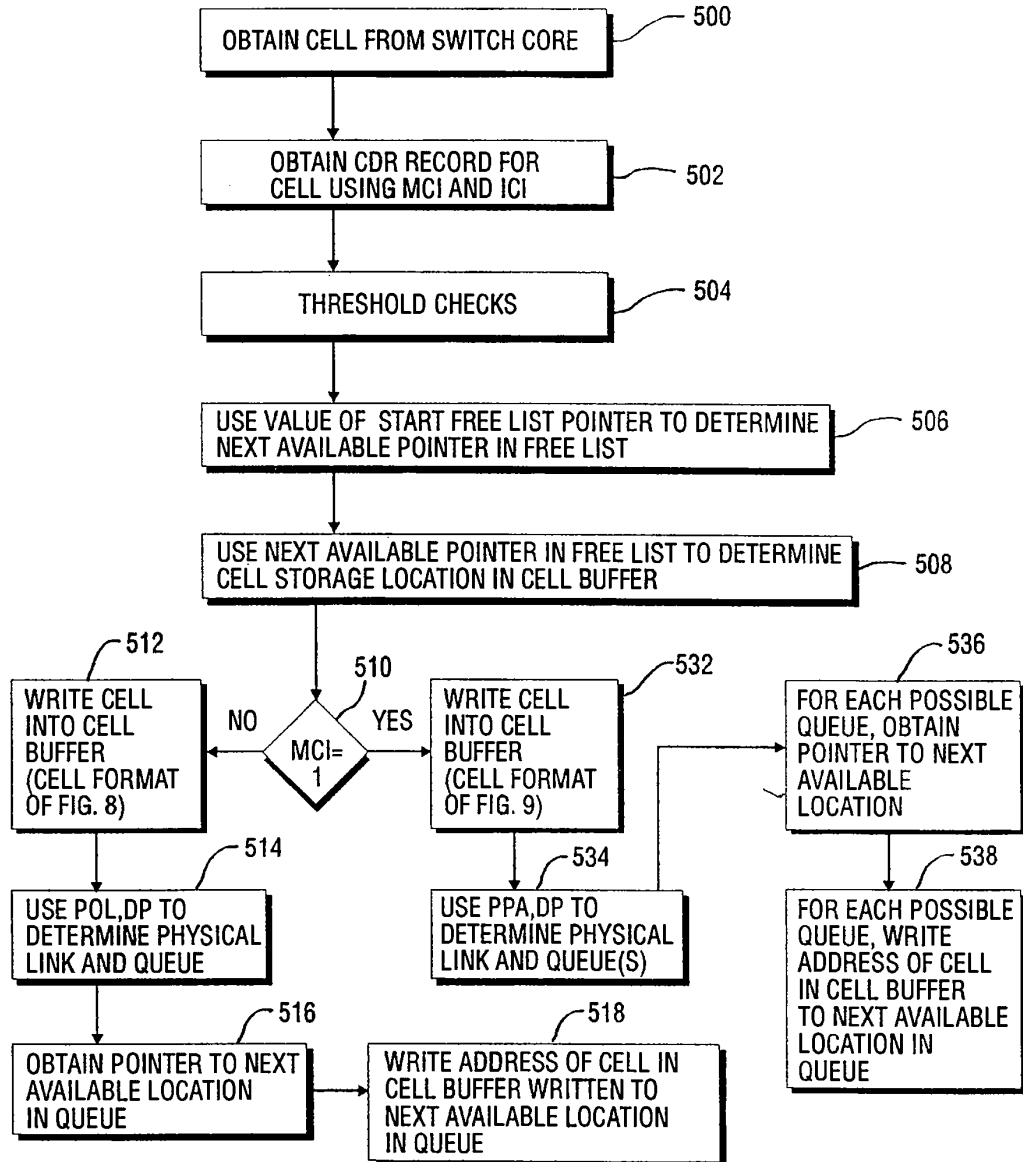 OBTAIN CELL FROM SWITCH CORE
500
OBTAIN CDR RECORD FOR
CELL USING MCI AND ICI
502
THRESHOLD CHECKS
504
USE VALUE OF START FREE LIST POINTER TO DETERMINE
NEXT AVAILABLE POINTER IN FREE LIST
506
USE NEXT AVAILABLE POINTER IN FREE LIST TO DETERMINE
CELL STORAGE LOCATION IN CELL BUFFER
508
510
MCI=
1
NO
YES
512
WRITE CELL
INTO CELL
BUFFER
(CELL FORMAT
OF FIG. 8)
514
USE POL,DP TO
DETERMINE PHYSICAL
LINK AND QUEUE
516
OBTAIN POINTER TO NEXT
AVAILABLE LOCATION
IN QUEUE
518
WRITE ADDRESS OF CELL IN
CELL BUFFER WRITTEN TO
NEXT AVAILABLE LOCATION
IN QUEUE
532
WRITE CELL
INTO CELL
BUFFER
(CELL FORMAT
OF FIG. 9)
534
USE PPA,DP TO
DETERMINE PHYSICAL
LINK AND QUEUE(S)
536
FOR EACH POSSIBLE
QUEUE, OBTAIN
POINTER TO NEXT
AVAILABLE
LOCATION
538
FOR EACH POSSIBLE
QUEUE, WRITE
ADDRESS OF CELL
IN CELL BUFFER
TO NEXT AVAILABLE
LOCATION IN
QUEUE